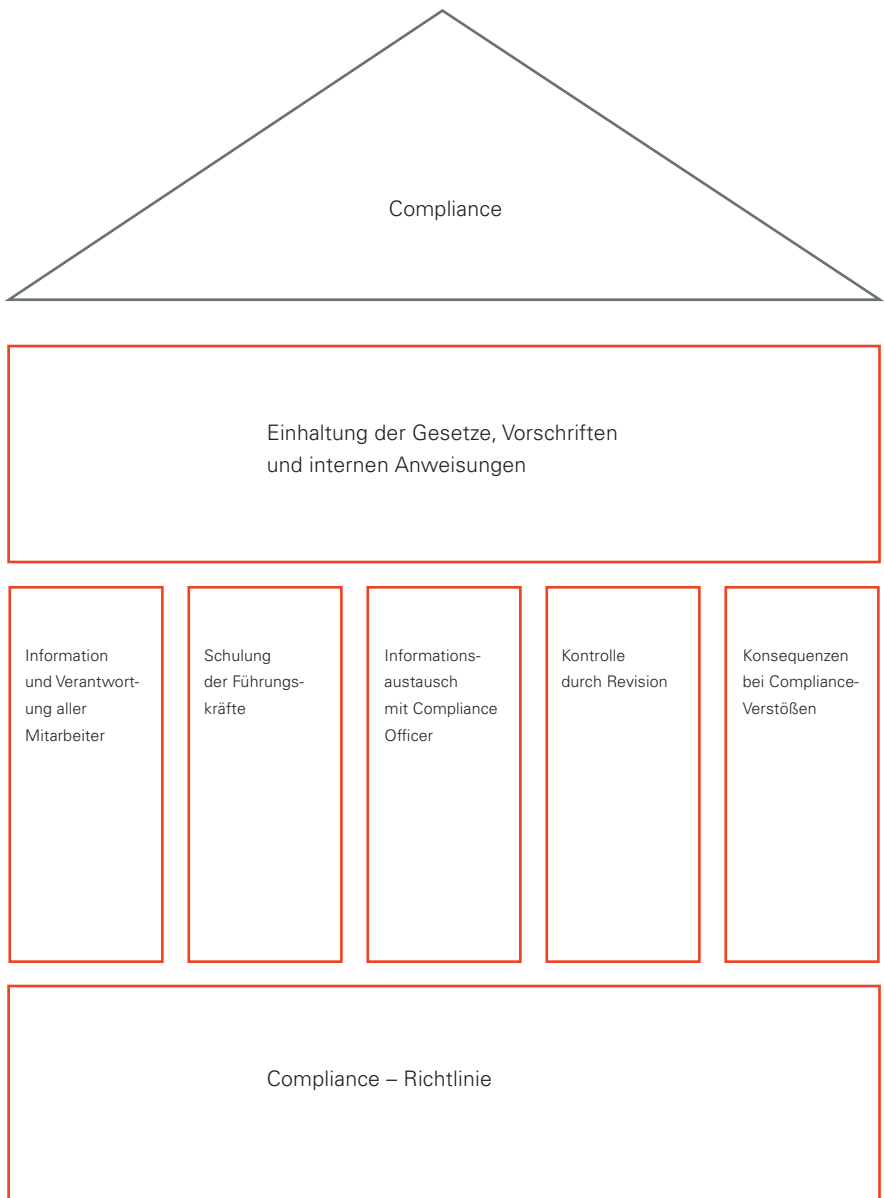 Compliance
Einhaltung der Gesetze, Vorschriften
und internen Anweisungen
Information
und Verantwort-
ung aller
Mitarbeiter
Schulung
der Führungs-
kräfte
Informations-
austausch
mit Compliance
Officer
Kontrolle
durch Revision
Konsequenzen
bei Compliance-
Verstößen
Compliance – Richtlinie